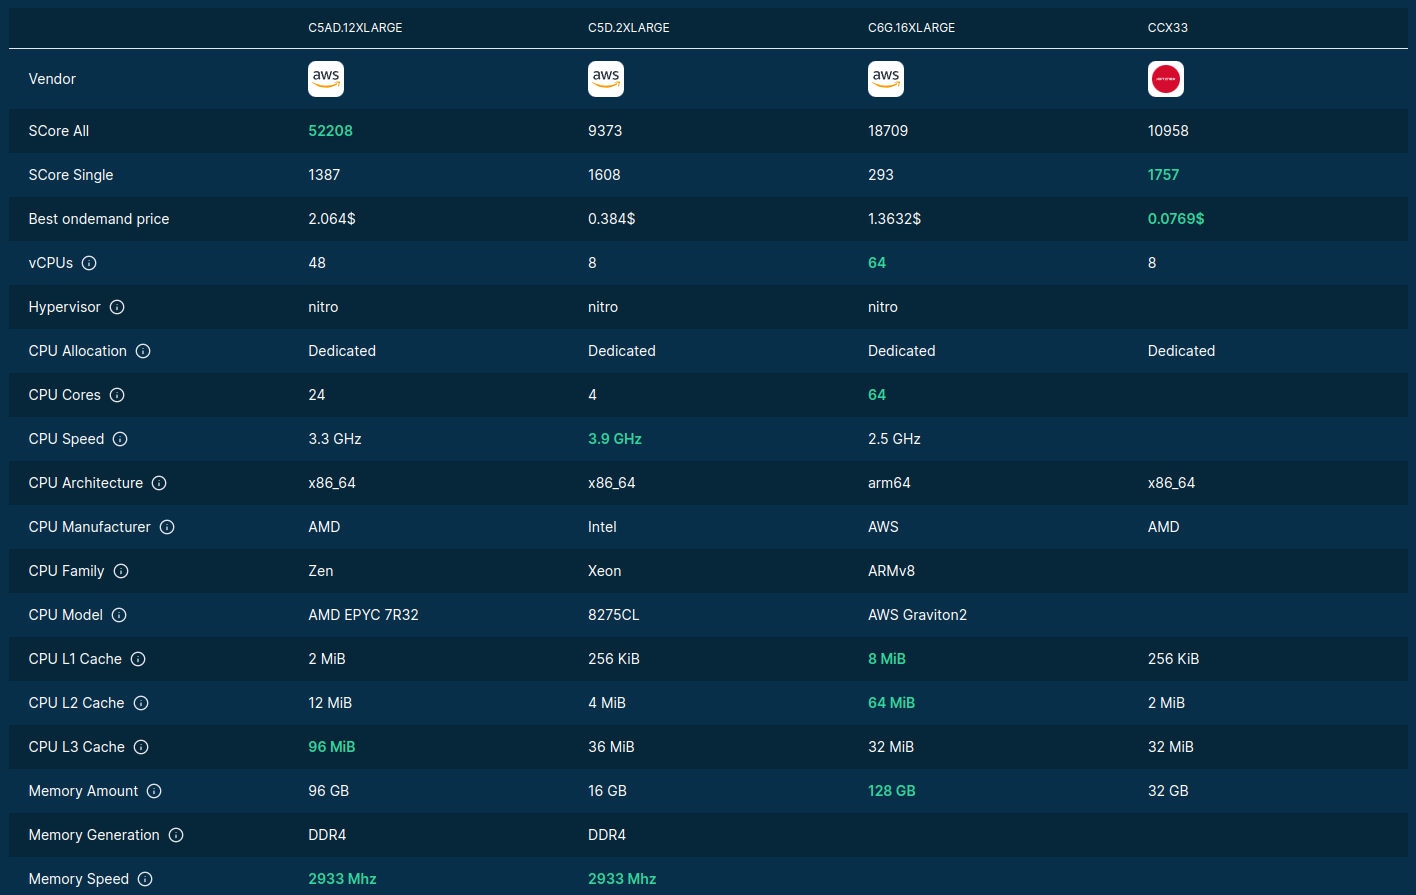 C5AD.12XLARGE C5D.2XLARGE C6G.16XLARGE CCX33
Vendor aws aws aws HETZNER
SCore All 52208 9373 18709 10958
SCore Single 1387 1608 293 1757
Best ondemand price 2.064$ 0.384$ 1.3632$ 0.0769$
vCPUs 48 8 64 8
Hypervisor nitro nitro nitro
CPU Allocation Dedicated Dedicated Dedicated Dedicated
CPU Cores 24 4 64
CPU Speed 3.3 GHz 3.9 GHz 2.5 GHz
CPU Architecture x86_64 x86_64 arm64 x86_64
CPU Manufacturer AMD Intel AWS AMD
CPU Family Zen Xeon ARMv8
CPU Model AMD EPYC 7R32 8275CL AWS Graviton2
CPU L1 Cache 2 MiB 256 KiB 8 MiB 256 KiB
CPU L2 Cache 12 MiB 4 MiB 64 MiB 2 MiB
CPU L3 Cache 96 MiB 36 MiB 32 MiB 32 MiB
Memory Amount 96 GB 16 GB 128 GB 32 GB
Memory Generation DDR4 DDR4
Memory Speed 2933 Mhz 2933 Mhz